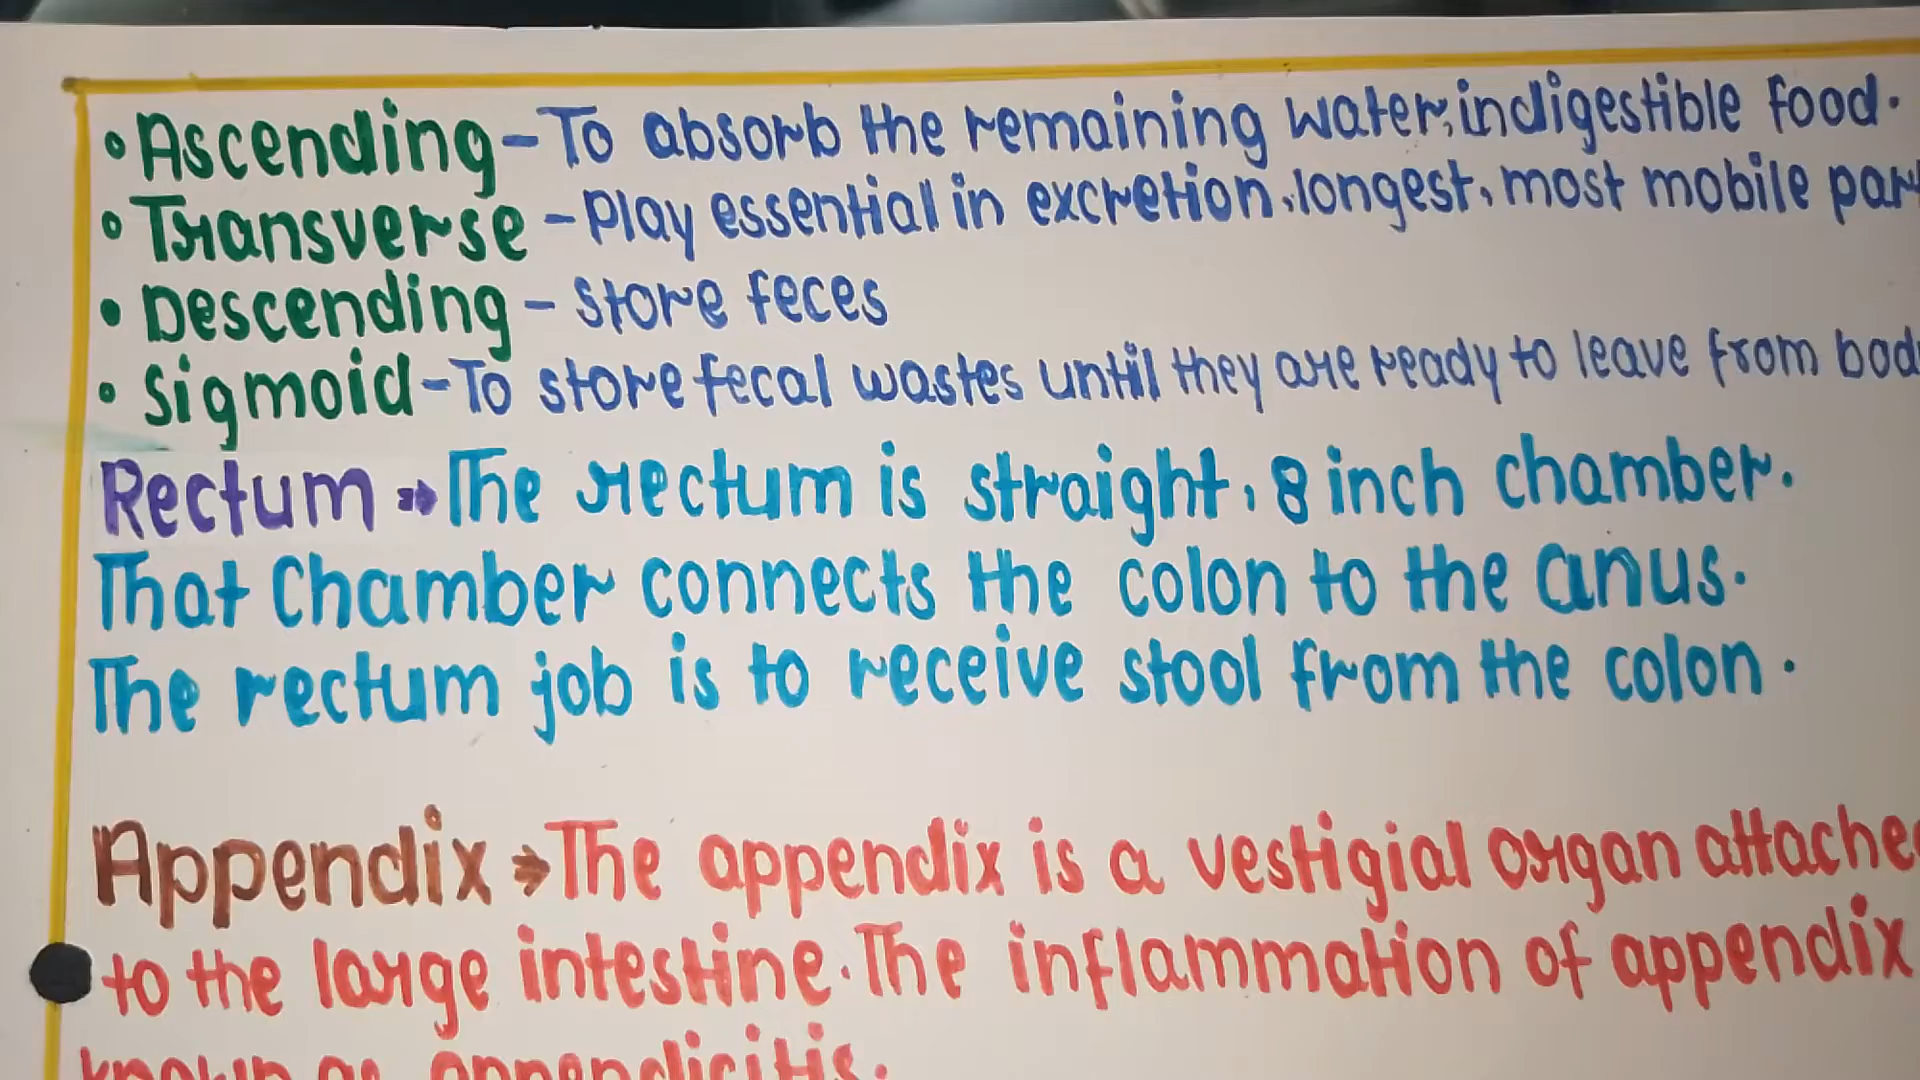 • Ascending - To absorb the remaining water, indigestible food.
• Transverse - Play essential in excretion, longest, most mobile par
• Descending - store feces
• Sigmoid - To store fecal wastes until they are ready to leave from bod
Rectum ➔ The rectum is straight, 8 inch chamber.
That Chamber connects the colon to the anus.
The rectum job is to receive stool from the colon.
Appendix ➔ The appendix is a vestigial organ attache
to the large intestine. The inflammation of appendix
known as appendicitis.